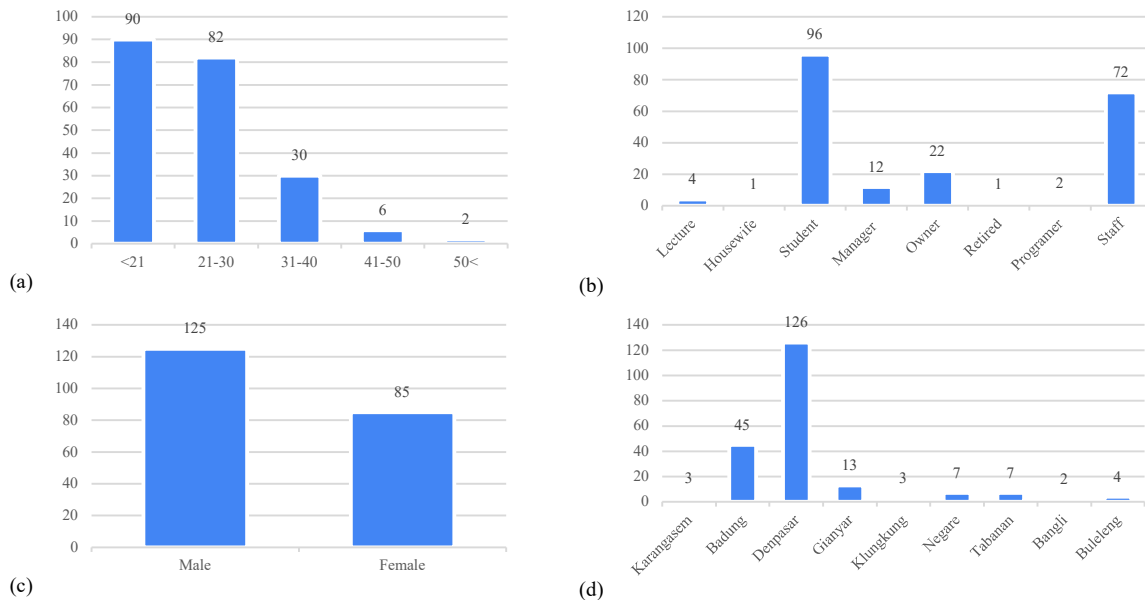 100
90
80
70
60
50
40
30
20
10
0
90
82
30
6
2
<21
21-30
31-40
41-50
50<
(a)
120
100
80
60
40
20
0
4
1
96
12
22
1
2
72
Lecture
Housewife
Student
Manager
Owner
Retired
Programer
Staff
(b)
140
120
100
80
60
40
20
0
125
85
Male
Female
(c)
140
120
100
80
60
40
20
0
3
45
126
13
3
7
7
2
4
Karangasem
Badung
Denpasar
Gianyar
Klungkung
Negare
Tabanan
Bangli
Buleleng
(d)